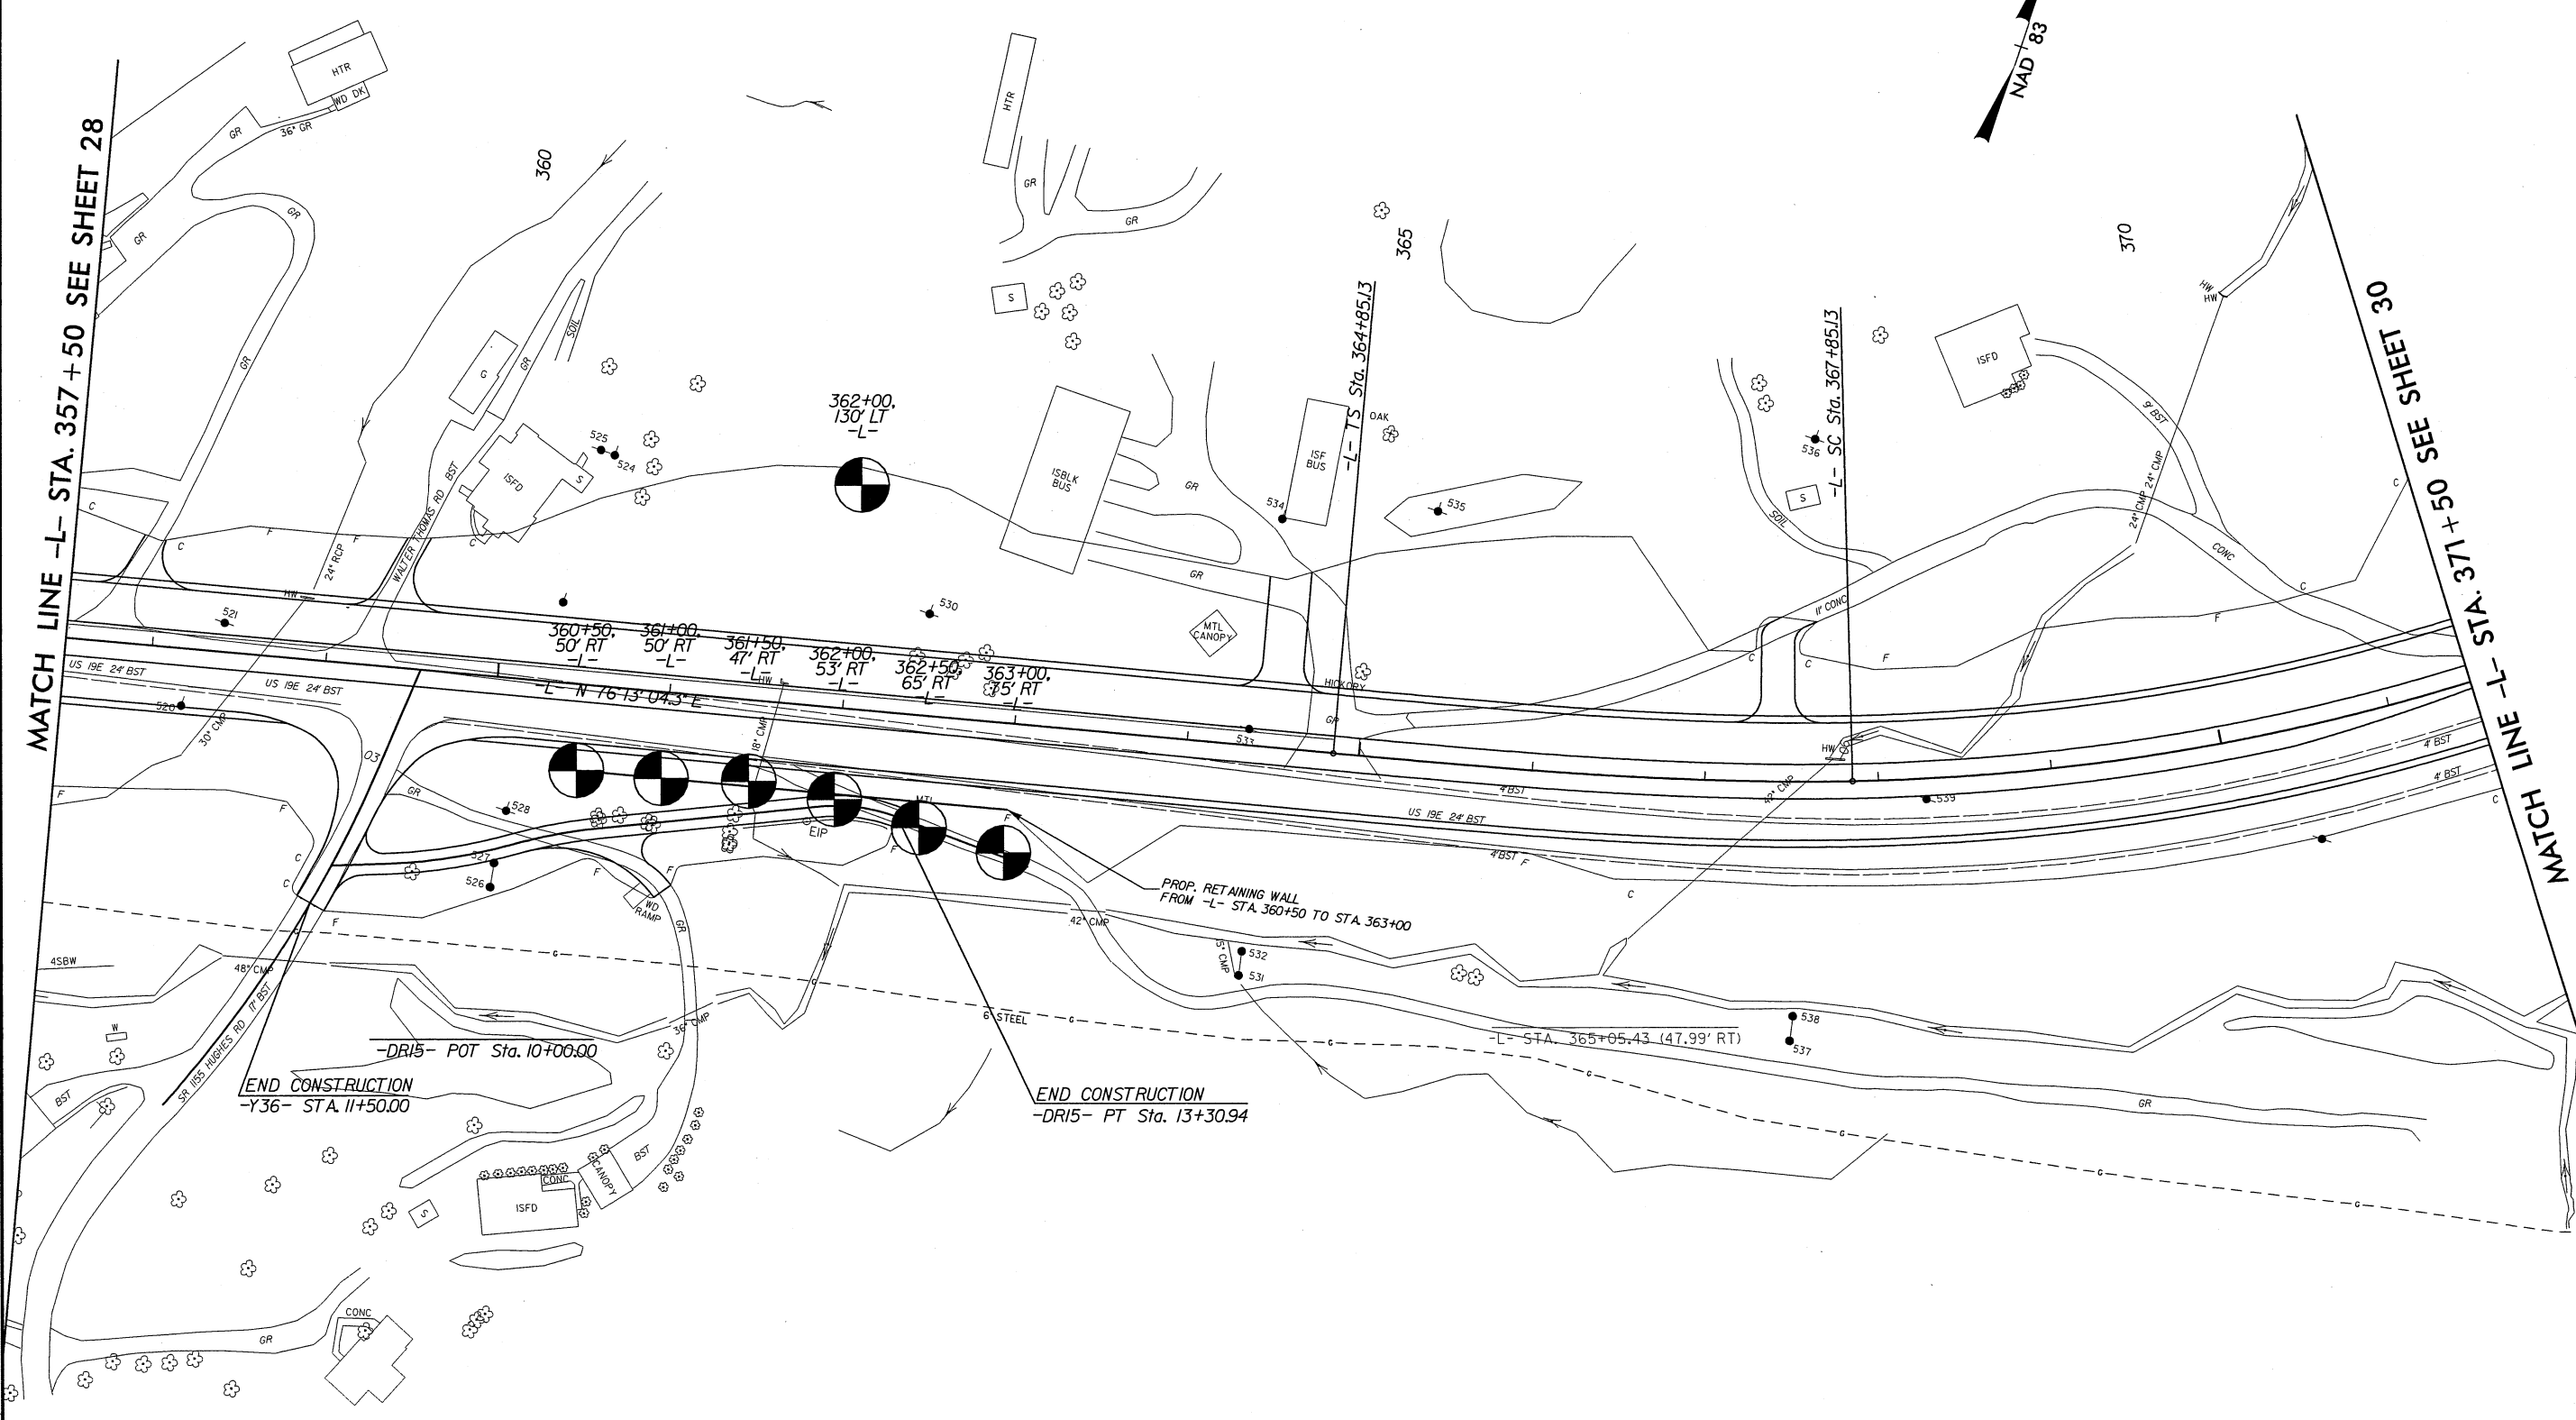 MATCH LINE -L- STA. 357+50 SEE SHEET 28
HTR
WD DK
36" GR
GR
GR
GR
GR
360
GR
SOIL
G
HTR
GR
GR
S
NAD 83
365
370
HW
HW
MATCH LINE -L- STA. 371+50 SEE SHEET 30
-L- TS Sta. 364+85.13
-L- SC Sta. 367+85.13
362+00,
130' LT
-L-
525
524
ISFD
S
WALTER THOMAS RD BST
24" RCP
C
F
F
C
C
ISBLK
BUS
GR
GR
ISF
BUS
OAK
534
535
536
S
SOIL
ISFD
9' BST
24" CMP 24" CMP
CONC
11' CONC
C
C
F
HW
521
530
MTL
CANOPY
HICKORY
GR
533
C
C
F
360+50,
50' RT
-L-
361+00,
50' RT
-L-
361+50,
47' RT
-L-
362+00,
53' RT
-L-
362+50,
65' RT
-L-
363+00,
75' RT
-L-
HW
-L- N 76°13' 04.3" E
US 19E 24' BST
US 19E 24' BST
520
30" CMP
03
18" CMP
GR
528
527
526
EIP
MTL
F
F
F
C
C
F
F
F
F
WD
RAMP
GR
HW
42" CMP
539
4' BST
US 19E 24' BST
4' BST
F
C
4' BST
4' BST
C
PROP. RETAINING WALL
FROM -L- STA. 360+50 TO STA. 363+00
42" CMP
532
531
538
537
4SBW
48" CMP
G
G
G
6" STEEL
G
G
G
G
G
G
36" CMP
W
SR 1155 HUGHES RD 17' BST
BST
-DR15- POT Sta. 10+00.00
END CONSTRUCTION
-Y36- STA. 11+50.00
END CONSTRUCTION
-DR15- PT Sta. 13+30.94
-L- STA. 365+05.43 (47.99' RT)
GR
BST
CANOPY
CONC
ISFD
S
CONC
GR